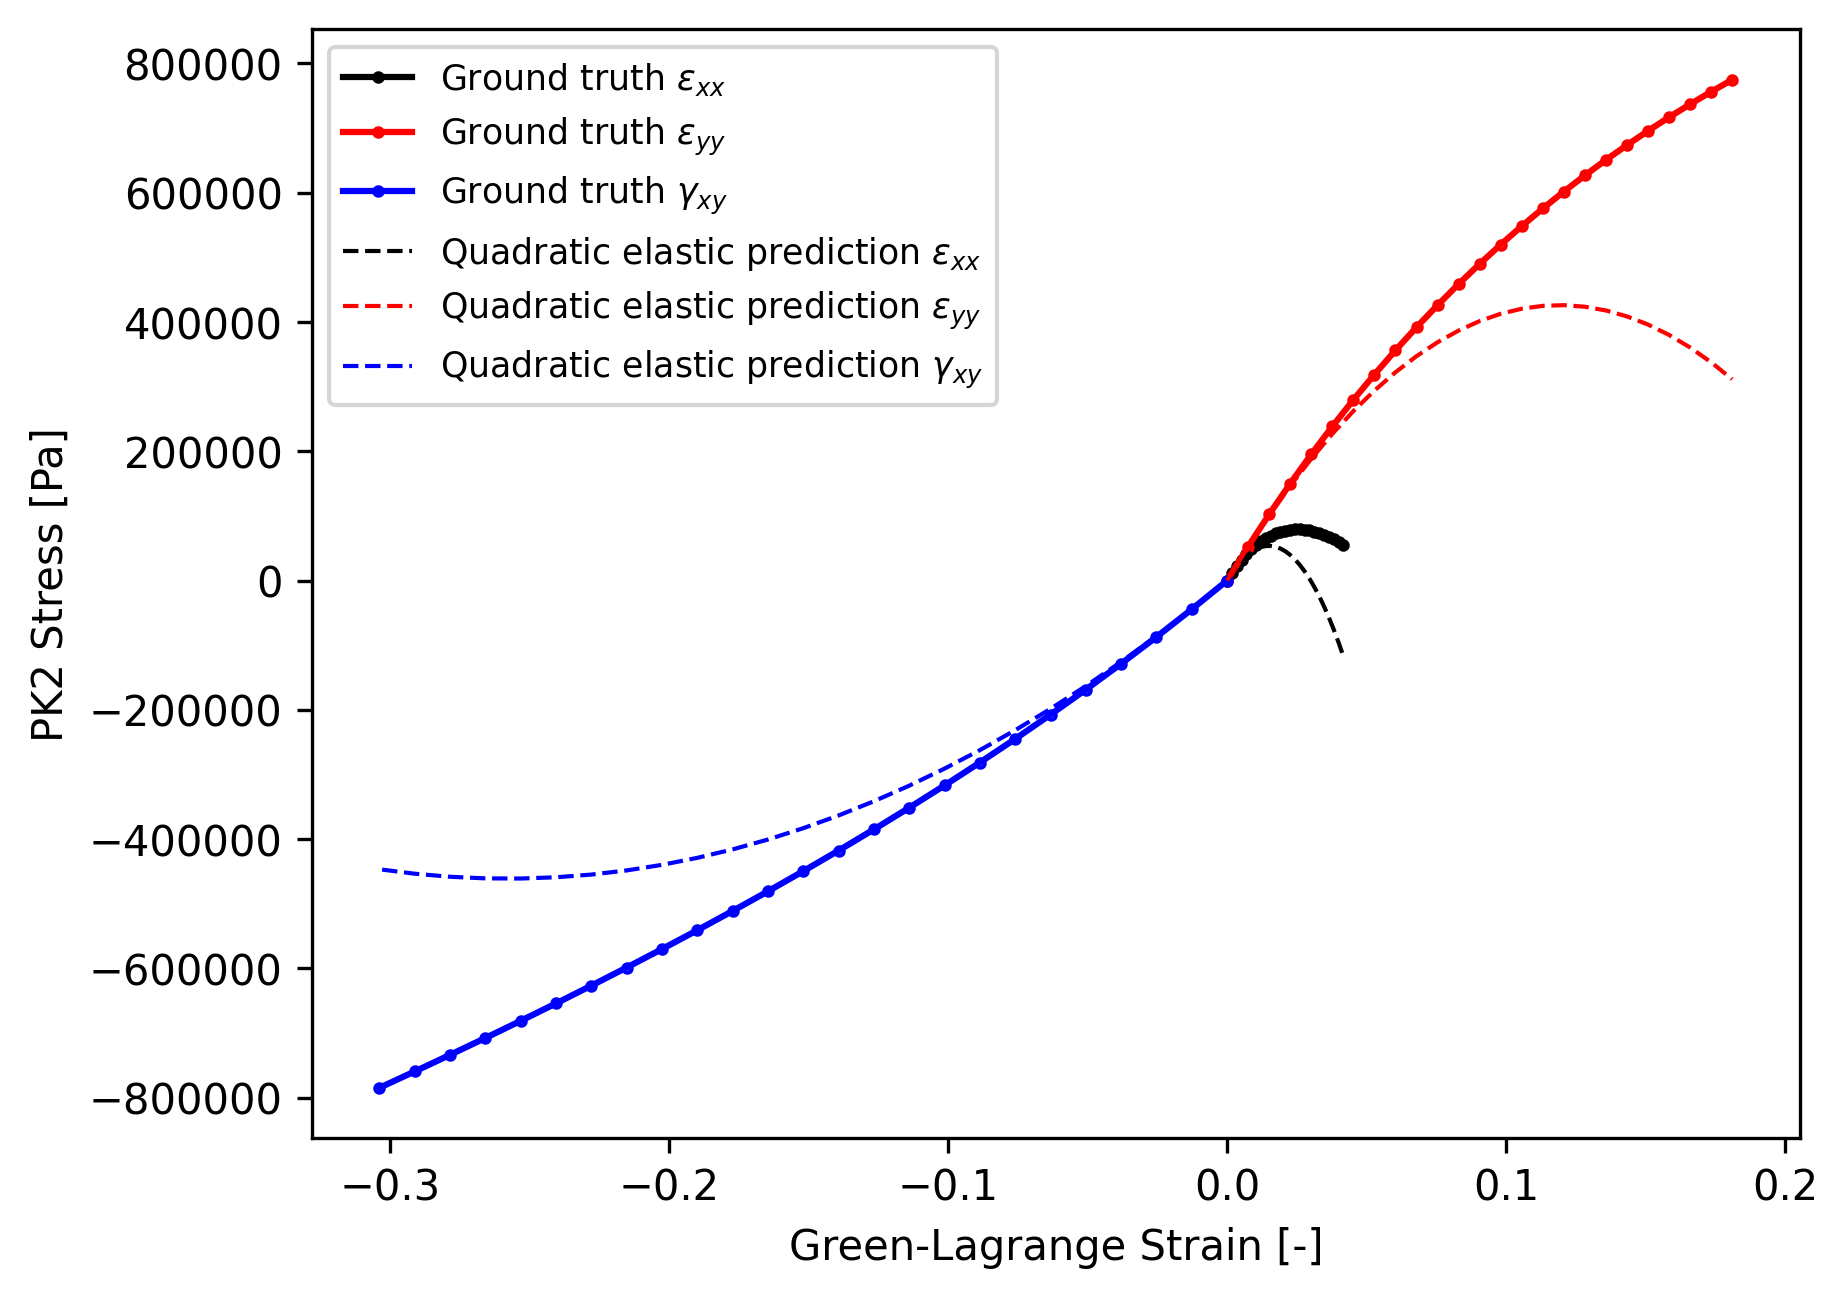 800000
600000
400000
200000
0
−200000
−400000
−600000
−800000
PK2 Stress [Pa]
Ground truth εxx
Ground truth εyy
Ground truth γxy
Quadratic elastic prediction εxx
Quadratic elastic prediction εyy
Quadratic elastic prediction γxy
−0.3 −0.2 −0.1 0.0 0.1 0.2
Green-Lagrange Strain [-]